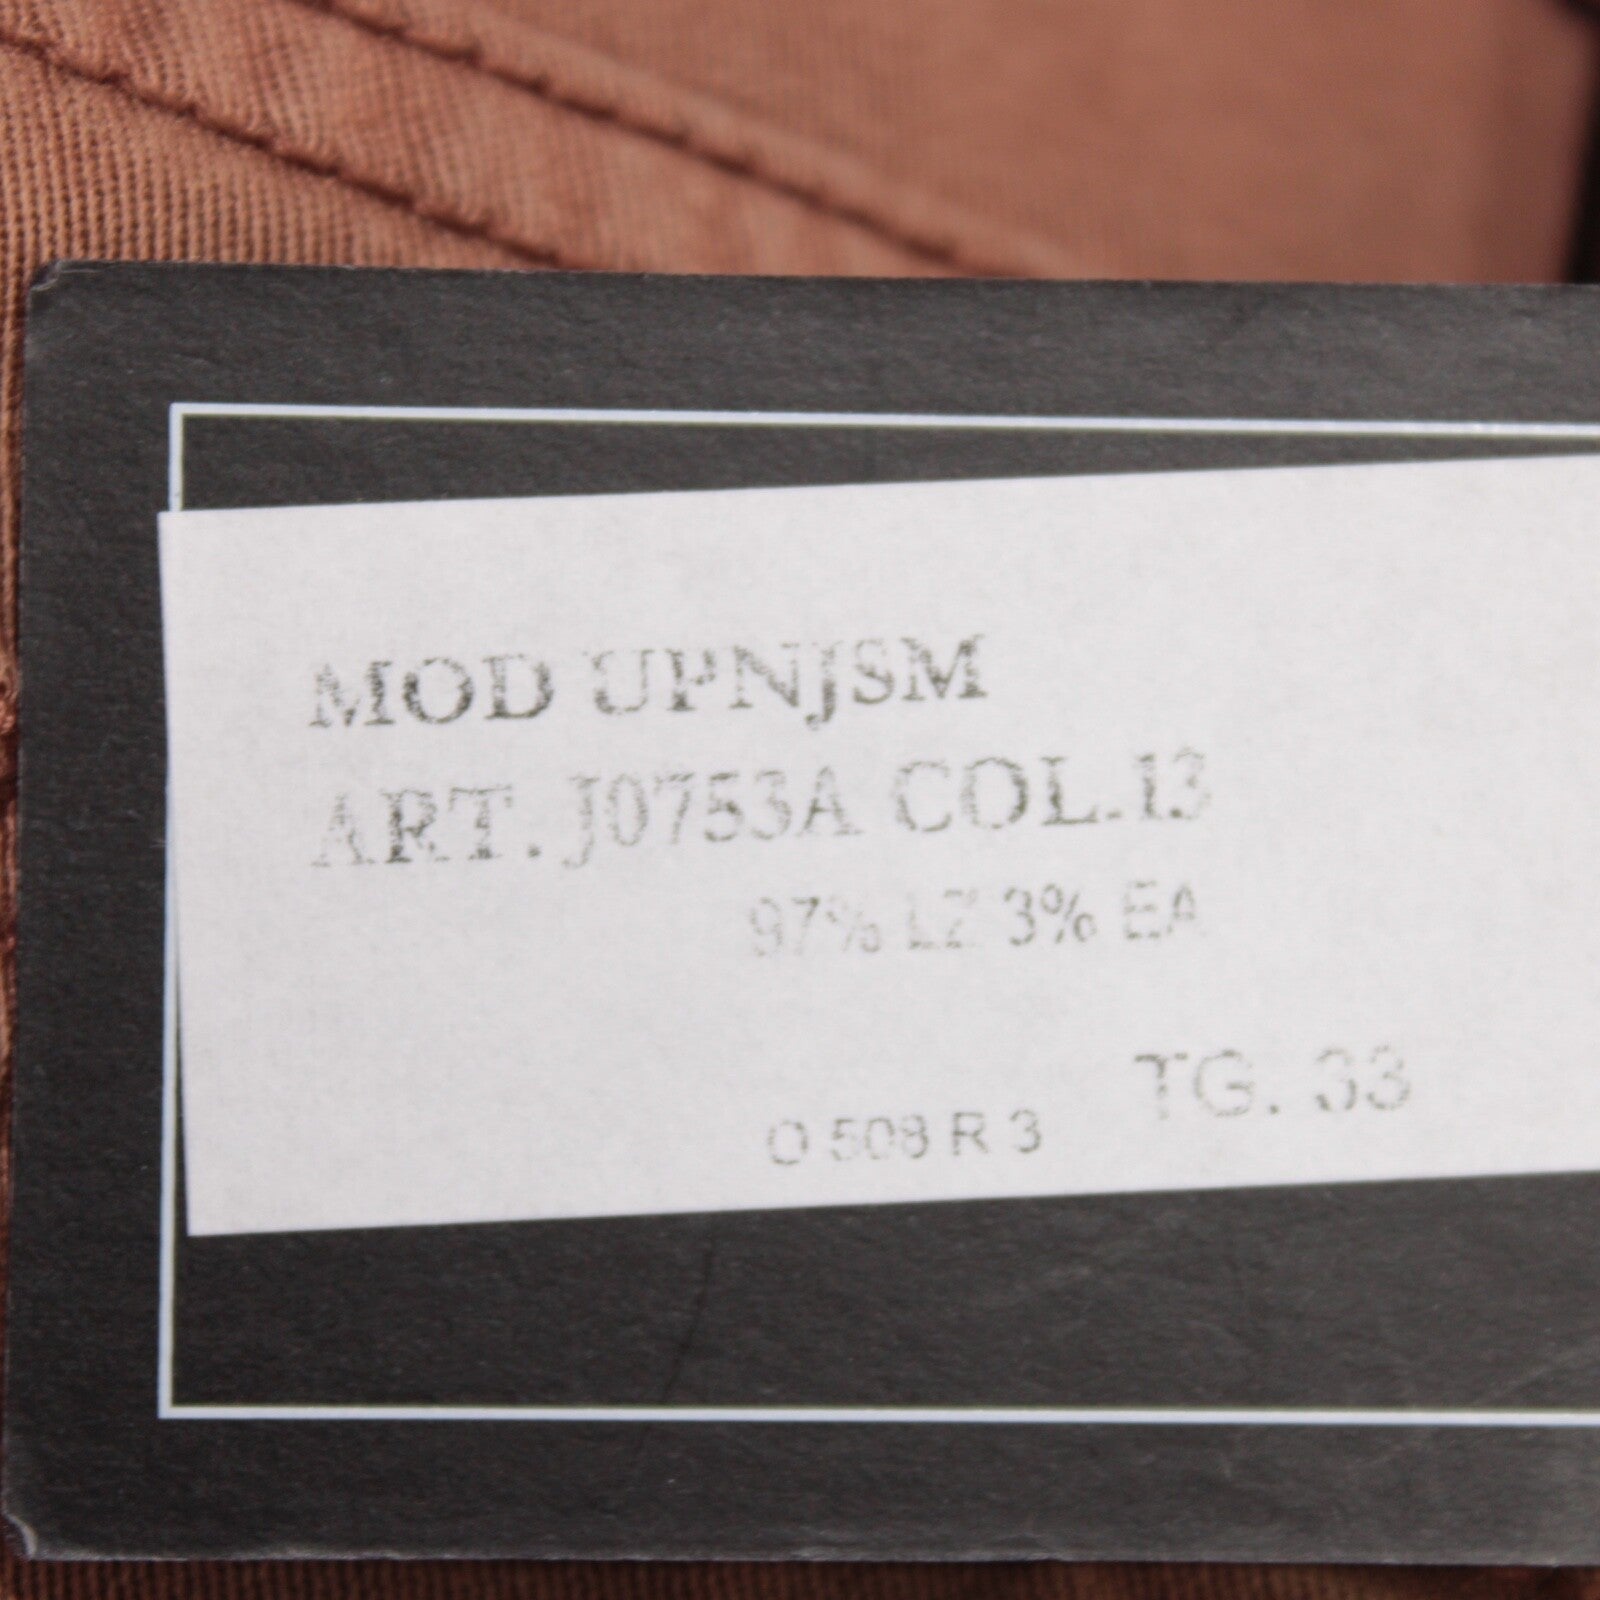 MOD UPNJSM
ART. J0753A COL.13
97% LZ 3% EA
TG. 33
O 508 R 3